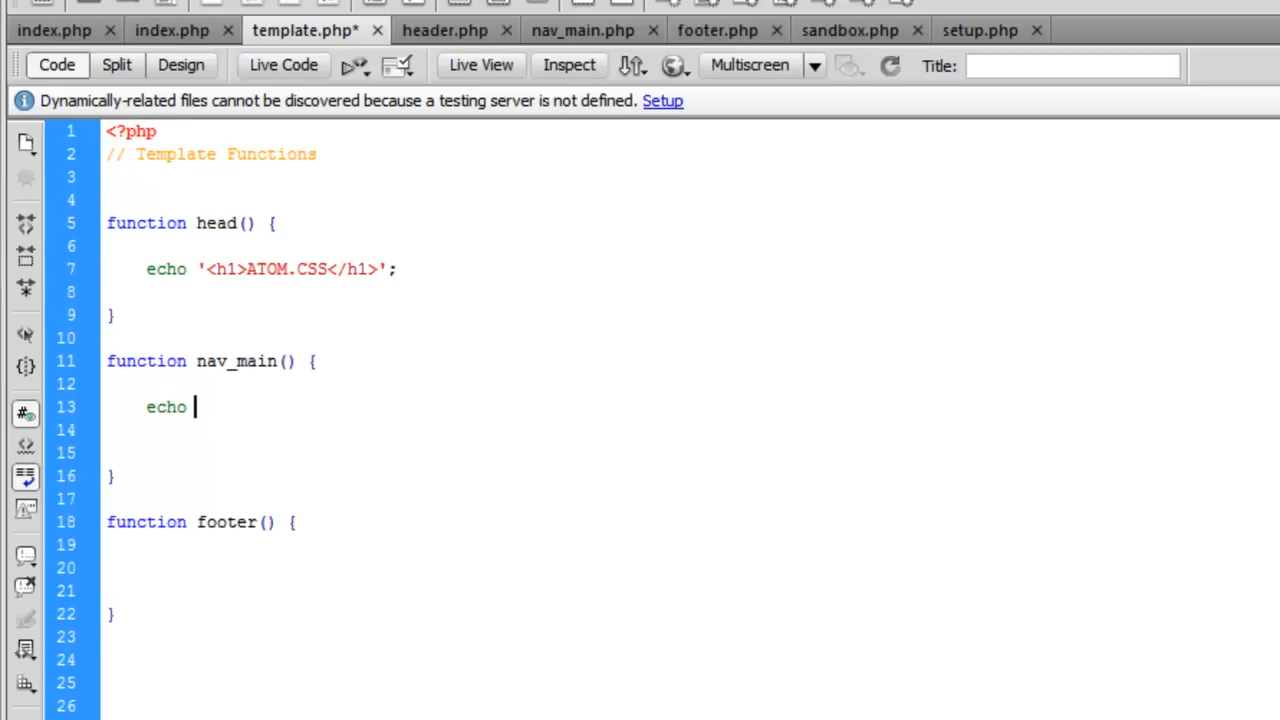 index.php × index.php × template.php* × header.php × nav_main.php × footer.php × sandbox.php × setup.php ×
Code Split Design Live Code Live View Inspect Multiscreen Title:
Dynamically-related files cannot be discovered because a testing server is not defined. Setup
1 <?php
2 // Template Functions
3
4
5 function head() {
6
7 echo '<h1>ATOM.CSS</h1>';
8
9 }
10
11 function nav_main() {
12
13 echo
14
15
16 }
17
18 function footer() {
19
20
21
22 }
23
24
25
26